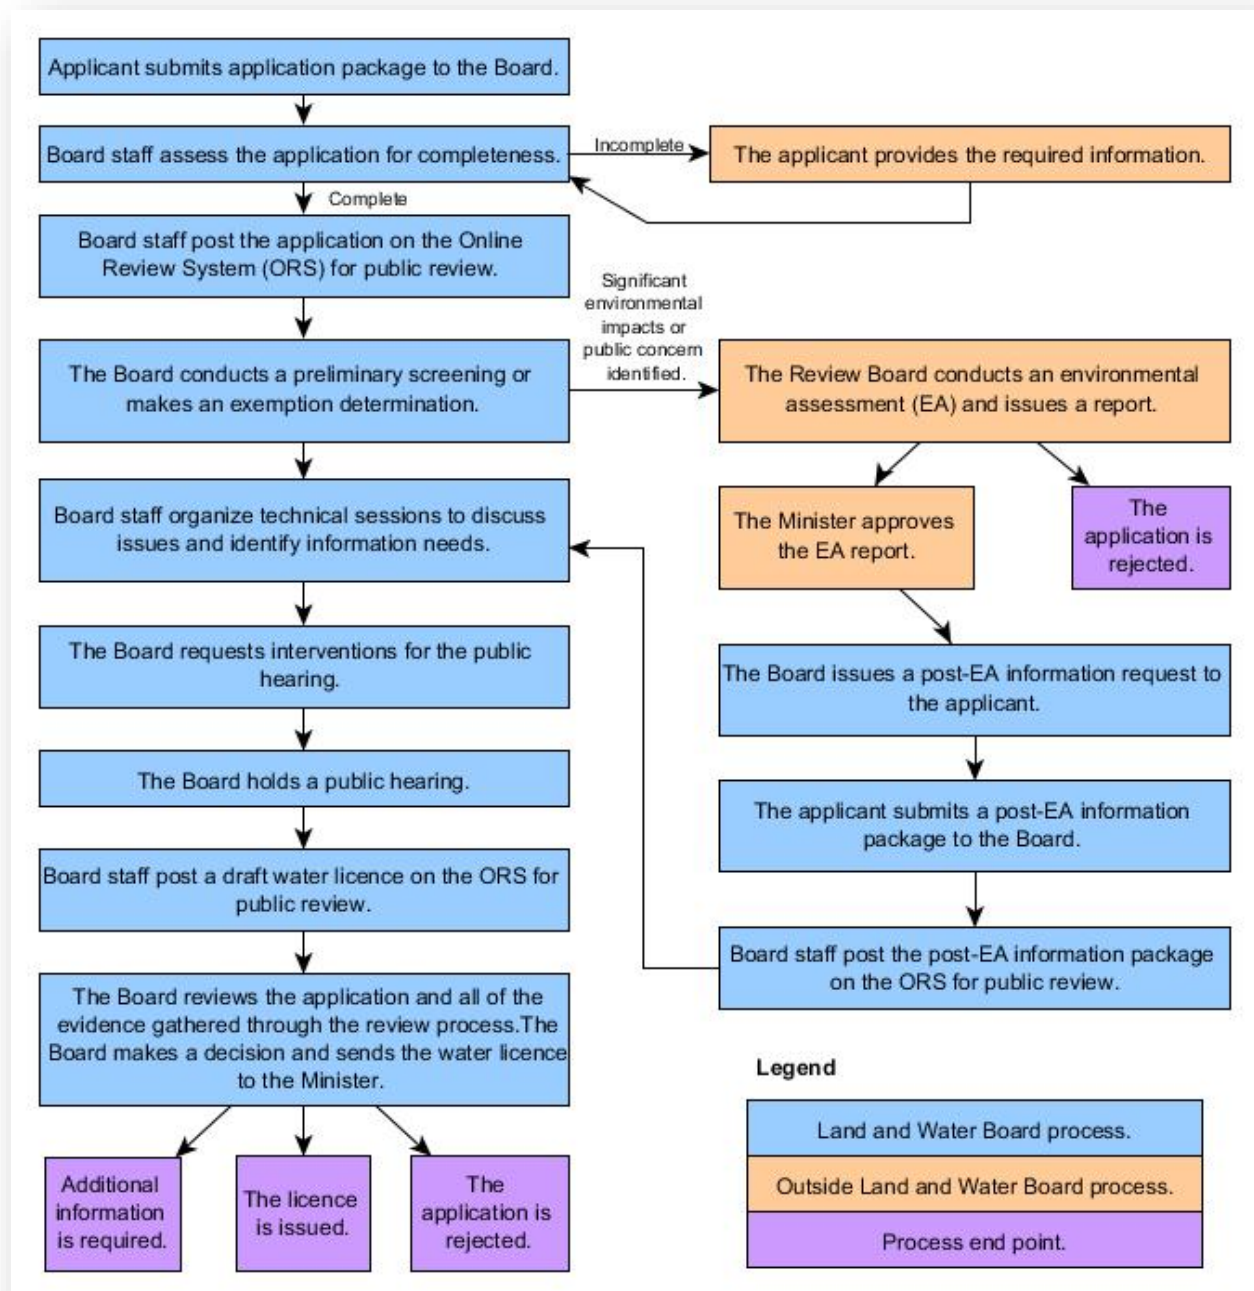 Applicant submits application package to the Board.
Board staff assess the application for completeness.
Incomplete
The applicant provides the required information.
Complete
Board staff post the application on the Online
Review System (ORS) for public review.
Significant
environmental
impacts or
public concern
identified.
The Board conducts a preliminary screening or
makes an exemption determination.
The Review Board conducts an environmental
assessment (EA) and issues a report.
Board staff organize technical sessions to discuss
issues and identify information needs.
The Minister approves
the EA report.
The
application is
rejected.
The Board requests interventions for the public
hearing.
The Board issues a post-EA information request to
the applicant.
The Board holds a public hearing.
The applicant submits a post-EA information
package to the Board.
Board staff post a draft water licence on the ORS for
public review.
Board staff post the post-EA information package
on the ORS for public review.
The Board reviews the application and all of the
evidence gathered through the review process.The
Board makes a decision and sends the water licence
to the Minister.
Additional
information
is required.
The licence
is issued.
The
application is
rejected.
Legend
Land and Water Board process.
Outside Land and Water Board process.
Process end point.